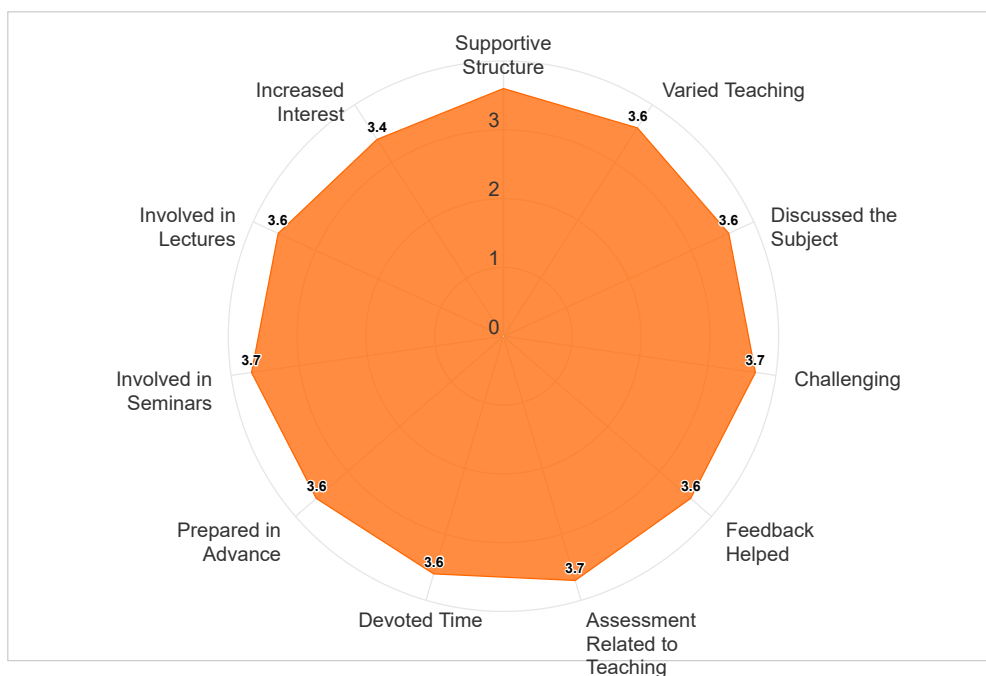 Supportive
Structure
Varied Teaching
3.6
Discussed the
Subject
3.6
Challenging
3.7
Feedback
Helped
3.6
Assessment
Related to
Teaching
3.7
Devoted Time
3.6
Prepared in
Advance
3.6
Involved in
Seminars
3.7
Involved in
Lectures
3.6
Increased
Interest
3.4
3
2
1
0